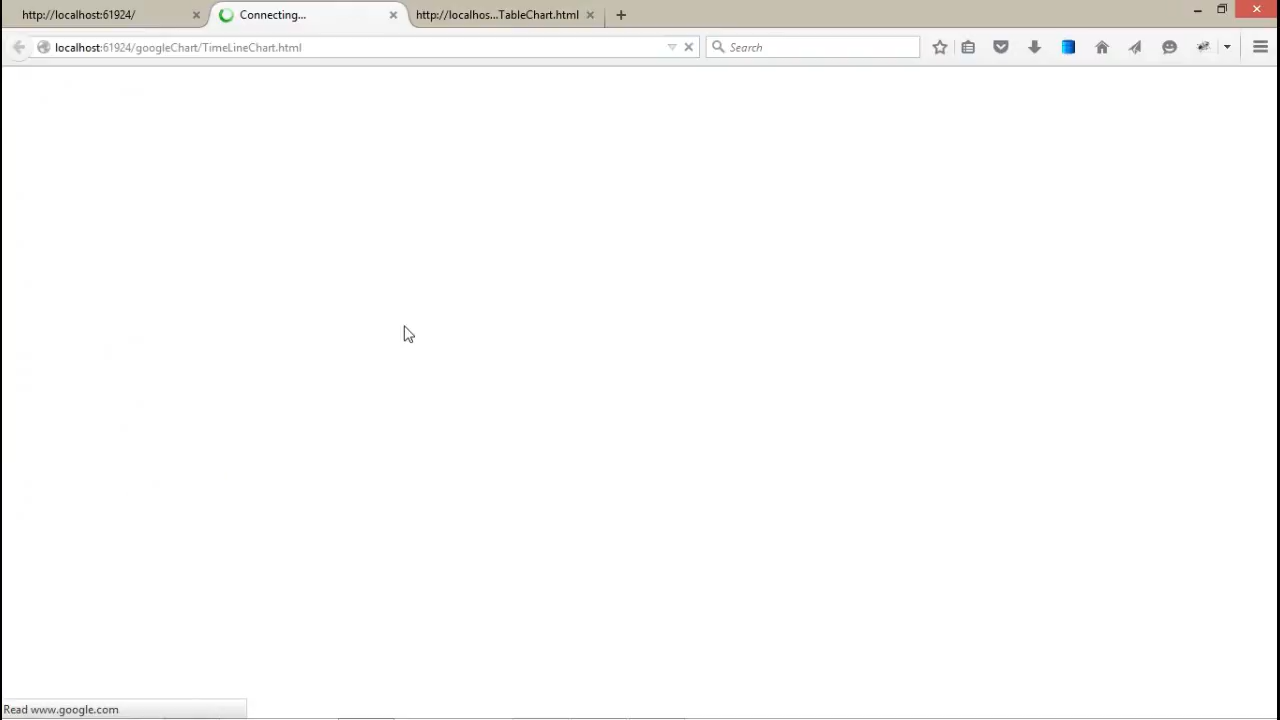 http://localhost:61924/
Connecting...
http://localhos...TableChart.html
localhost:61924/googleChart/TimeLineChart.html
Search
Read www.google.com